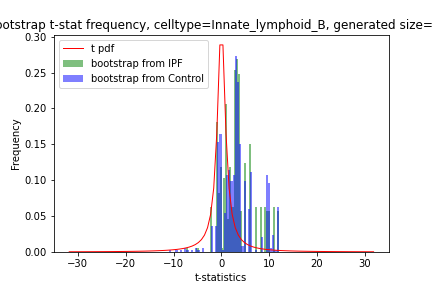 ootstrap t-stat frequency, celltype=Innate_lymphoid_B, generated size=
t pdf
bootstrap from IPF
bootstrap from Control
Frequency
0.30
0.25
0.20
0.15
0.10
0.05
0.00
−30
−20
−10
0
10
20
30
t-statistics